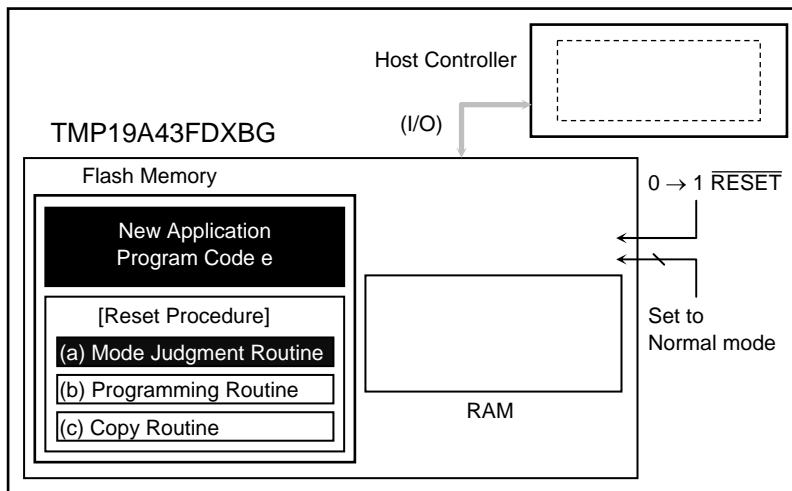 Host Controller
(I/O)
TMP19A43FDXBG
Flash Memory
0 → 1 RESET
New Application
Program Code e
[Reset Procedure]
(a) Mode Judgment Routine
(b) Programming Routine
(c) Copy Routine
Set to
Normal mode
RAM